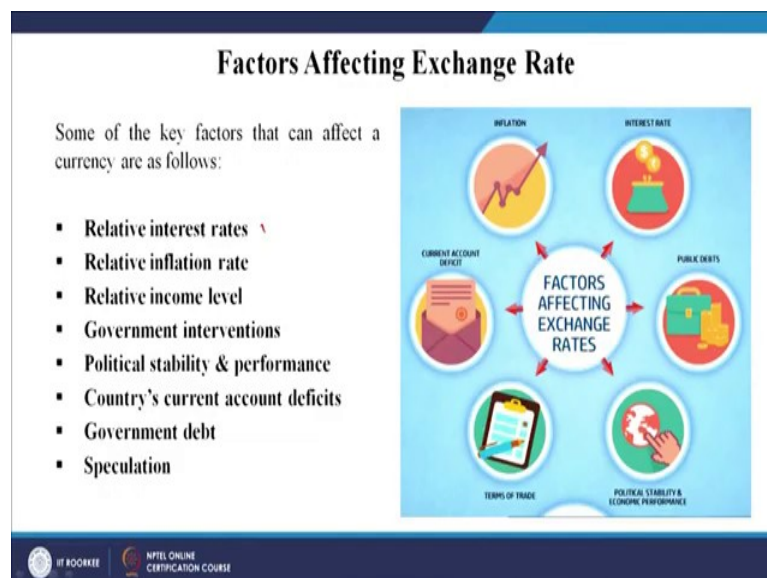 Factors Affecting Exchange Rate
Some of the key factors that can affect a
currency are as follows:
▪ Relative interest rates
▪ Relative inflation rate
▪ Relative income level
▪ Government interventions
▪ Political stability & performance
▪ Country's current account deficits
▪ Government debt
▪ Speculation
INFLATION
INTEREST RATE
CURRENT ACCOUNT
DEFICIT
PUBLIC DEBTS
FACTORS
AFFECTING
EXCHANGE
RATES
TERMS OF TRADE
POLITICAL STABILITY &
ECONOMIC PERFORMANCE
IIT ROORKEE
NPTEL ONLINE
CERTIFICATION COURSE